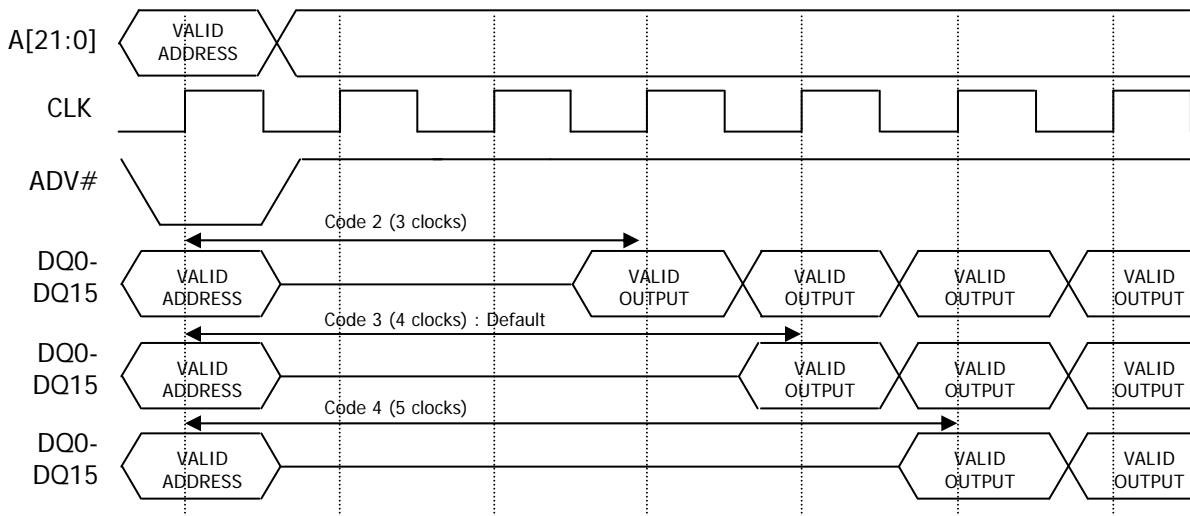 A[21:0]
VALID
ADDRESS
CLK
ADV#
Code 2 (3 clocks)
DQ0-
DQ15
VALID
ADDRESS
VALID
OUTPUT
VALID
OUTPUT
VALID
OUTPUT
VALID
OUTPUT
Code 3 (4 clocks) : Default
DQ0-
DQ15
VALID
ADDRESS
VALID
OUTPUT
VALID
OUTPUT
VALID
OUTPUT
Code 4 (5 clocks)
DQ0-
DQ15
VALID
ADDRESS
VALID
OUTPUT
VALID
OUTPUT